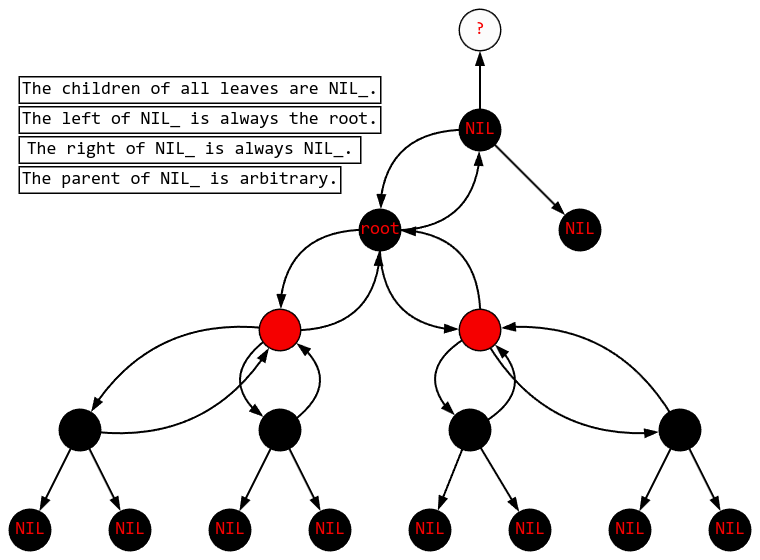 ?
The children of all leaves are NIL_.
The left of NIL_ is always the root.
The right of NIL_ is always NIL_.
The parent of NIL_ is arbitrary.
NIL
root
NIL
NIL
NIL
NIL
NIL
NIL
NIL
NIL
NIL